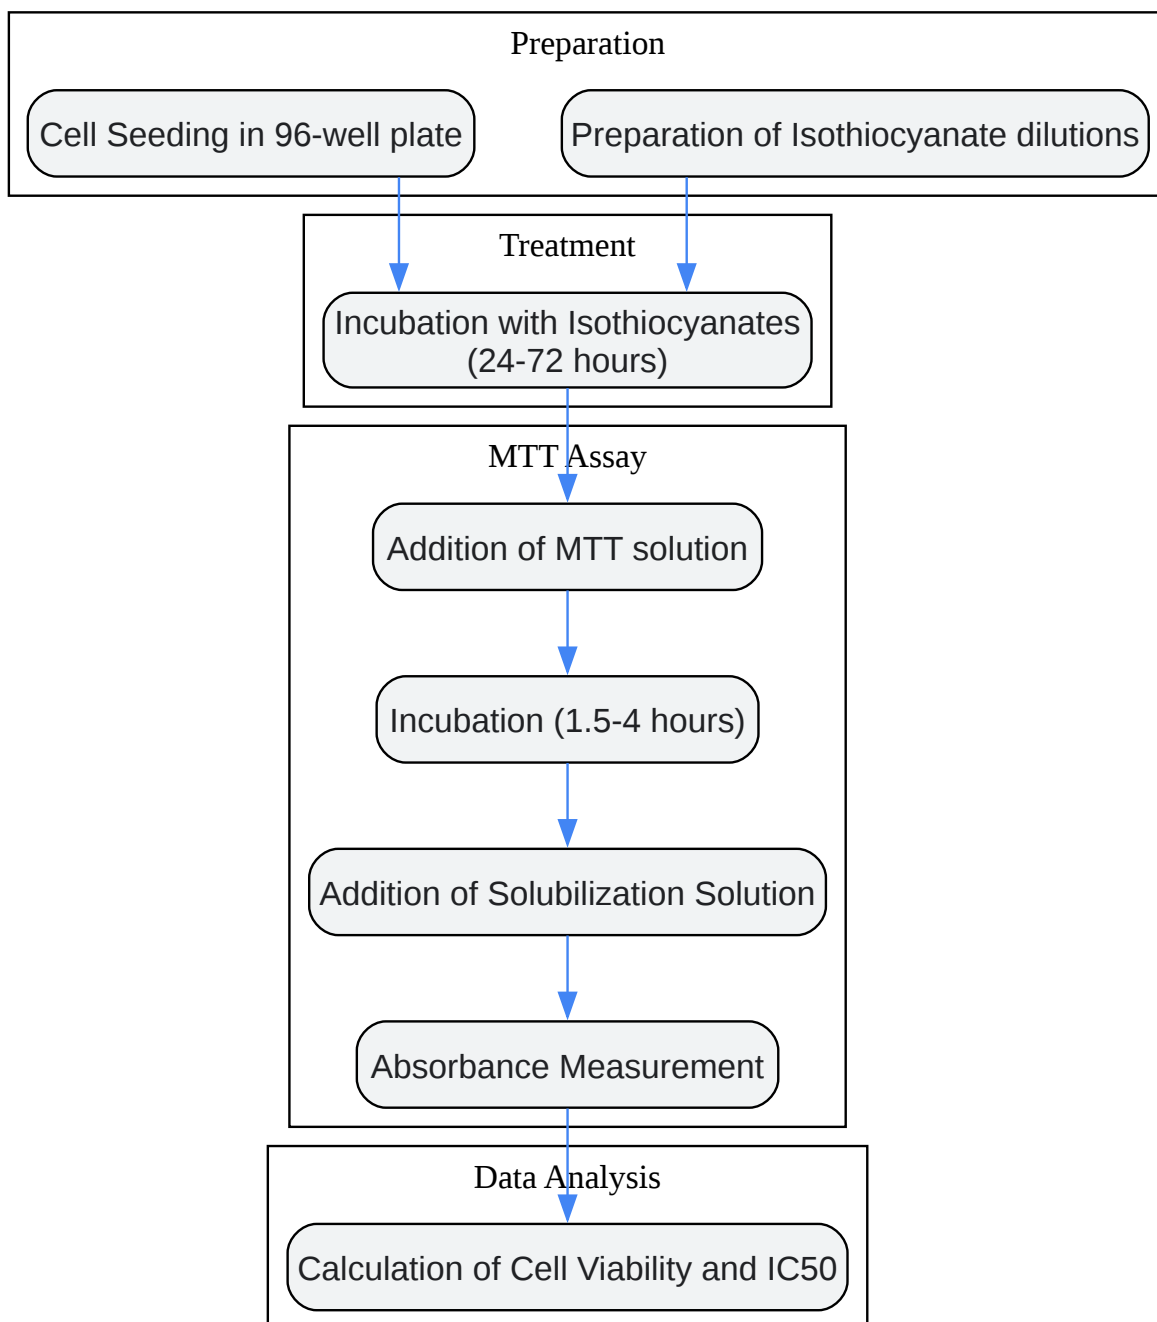 Preparation
Cell Seeding in 96-well plate
Preparation of Isothiocyanate dilutions
Treatment
Incubation with Isothiocyanates
(24-72 hours)
MTT Assay
Addition of MTT solution
Incubation (1.5-4 hours)
Addition of Solubilization Solution
Absorbance Measurement
Data Analysis
Calculation of Cell Viability and IC50